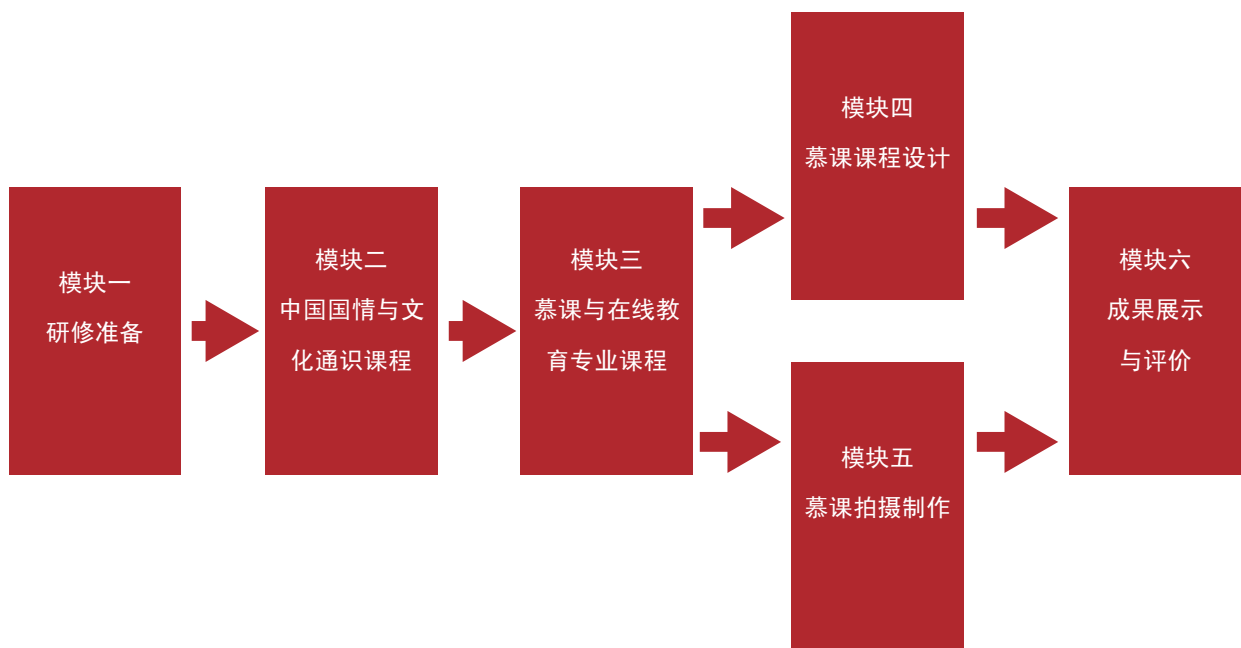 模块一
研修准备
模块二
中国国情与文
化通识课程
模块三
慕课与在线教
育专业课程
模块四
慕课课程设计
模块五
慕课拍摄制作
模块六
成果展示
与评价